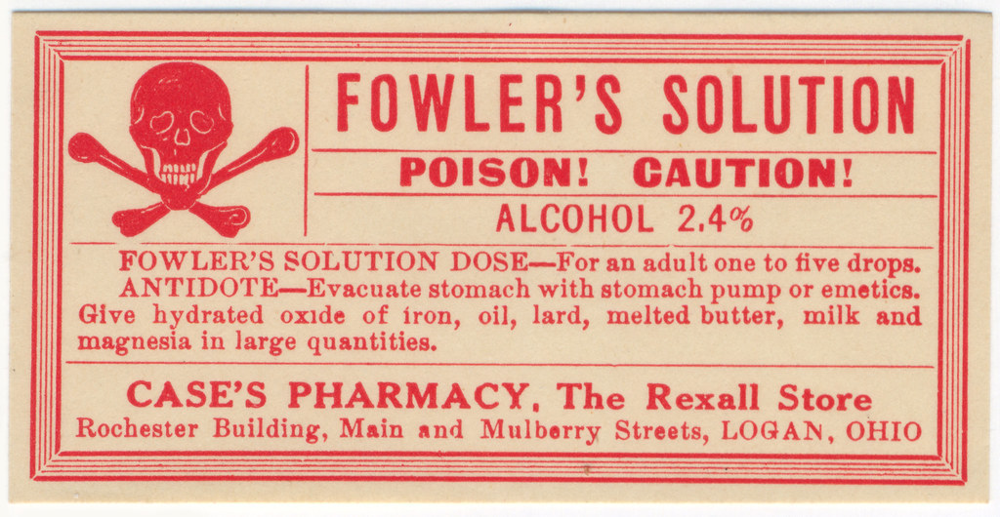 FOWLER'S SOLUTION
POISON! CAUTION!
ALCOHOL 2.4%
FOWLER'S SOLUTION DOSE—For an adult one to five drops.
ANTIDOTE—Evacuate stomach with stomach pump or emetics.
Give hydrated oxide of iron, oil, lard, melted butter, milk and
magnesia in large quantities.
CASE'S PHARMACY, The Rexall Store
Rochester Building, Main and Mulberry Streets, LOGAN, OHIO